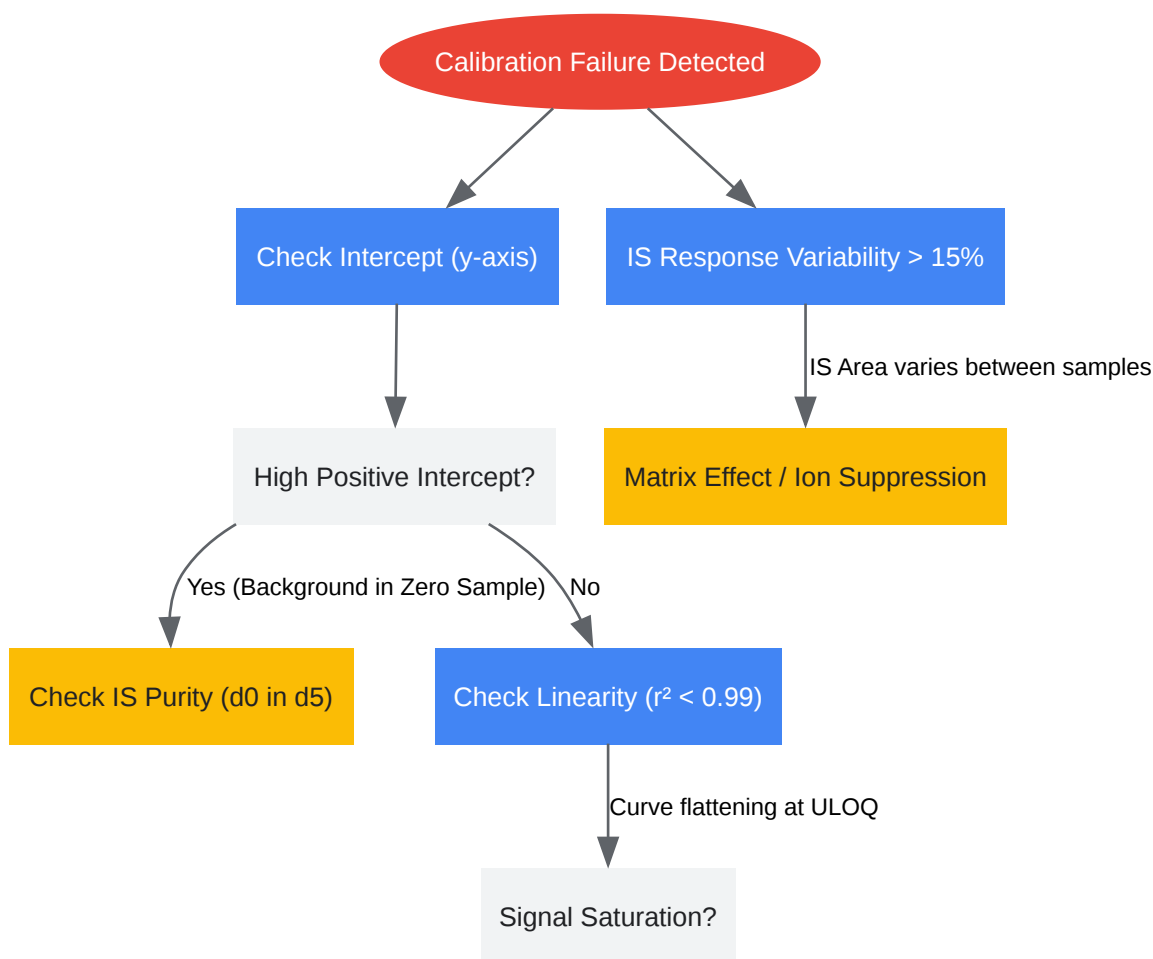 Calibration Failure Detected
Check Intercept (y-axis)
IS Response Variability > 15%
IS Area varies between samples
High Positive Intercept?
Matrix Effect / Ion Suppression
Yes (Background in Zero Sample)
No
Check IS Purity (d0 in d5)
Check Linearity (r² < 0.99)
Curve flattening at ULOQ
Signal Saturation?